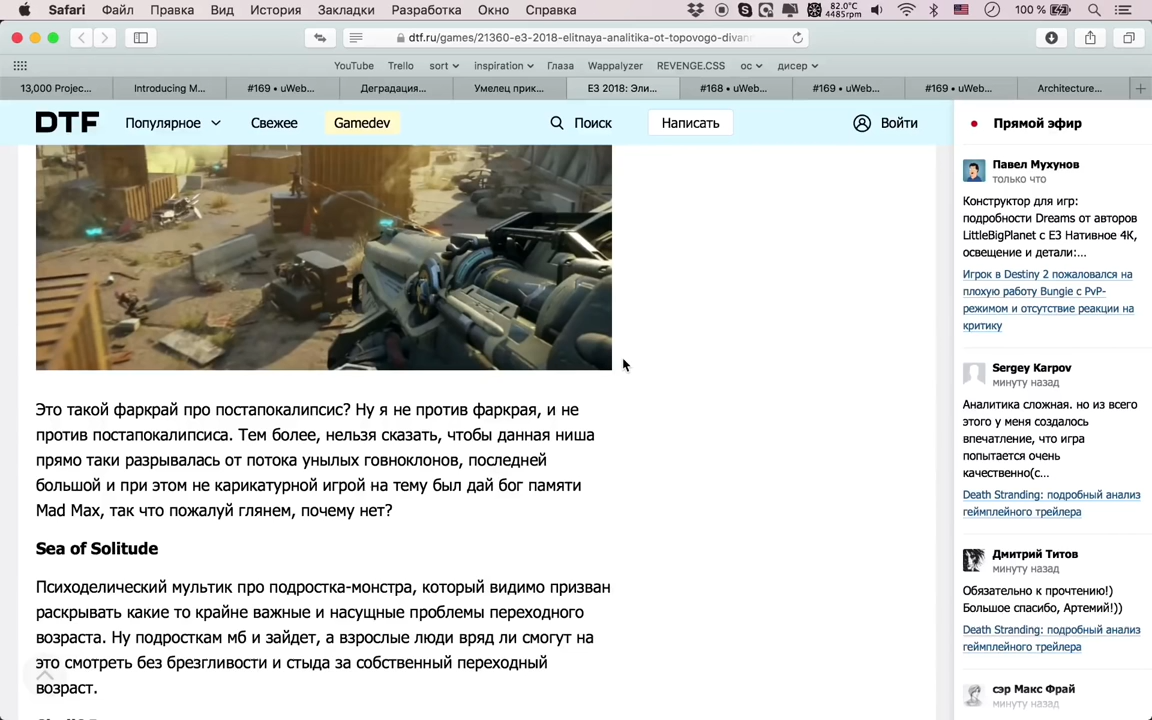 Safari Файл Правка Вид История Закладки Разработка Окно Справка 82.0°C 4485rpm 100 %
dtf.ru/games/21360-e3-2018-elitnaya-analitika-ot-topovogo-divann
YouTube Trello sort inspiration Глаза Wappalyzer REVENGE.CSS ос дисер
13,000 Projec... Introducing M... #169 • uWeb... Деградация... Умелец прик... E3 2018: Эли... #168 • uWeb... #169 • uWeb... #169 • uWeb... Architecture...
DTF Популярное Свежее Gamedev Поиск Написать Войти
Это такой фаркрай про постапокалипсис? Ну я не против фаркрая, и не
против постапокалипсиса. Тем более, нельзя сказать, чтобы данная ниша
прямо таки разрывалась от потока унылых говноклонов, последней
большой и при этом не карикатурной игрой на тему был дай бог памяти
Mad Max, так что пожалуй глянем, почему нет?
Sea of Solitude
Психоделический мультик про подростка-монстра, который видимо призван
раскрывать какие то крайне важные и насущные проблемы переходного
возраста. Ну подросткам мб и зайдет, а взрослые люди вряд ли смогут на
это смотреть без брезгливости и стыда за собственный переходный
возраст.
Прямой эфир
Павел Мухунов
только что
Конструктор для игр:
подробности Dreams от авторов
LittleBigPlanet с E3 Нативное 4K,
освещение и детали:...
Игрок в Destiny 2 пожаловался на
плохую работу Bungie с PvP-
режимом и отсутствие реакции на
критику
Sergey Karpov
минуту назад
Аналитика сложная. но из всего
этого у меня создалось
впечатление, что игра
попытается очень
качественно(с...
Death Stranding: подробный анализ
геймплейного трейлера
Дмитрий Титов
минуту назад
Обязательно к прочтению!)
Большое спасибо, Артемий!))
Death Stranding: подробный анализ
геймплейного трейлера
сэр Макс Фрай
минуту назад